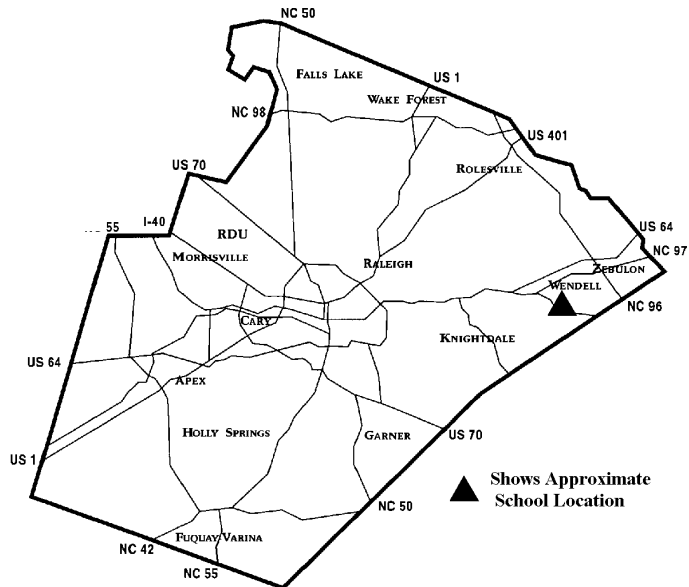 NC 50
FALLS LAKE
US 1
WAKE FOREST
NC 98
US 401
US 70
ROLESVILLE
55
I-40
RDU
US 64
MORRISVILLE
RALEIGH
NC 97
ZEBULON
WENDELL
NC 96
CARY
KNIGHTDALE
US 64
APEX
HOLLY SPRINGS
GARNER
US 70
US 1
Shows Approximate
School Location
NC 50
FUQUAY VARINA
NC 42
NC 55